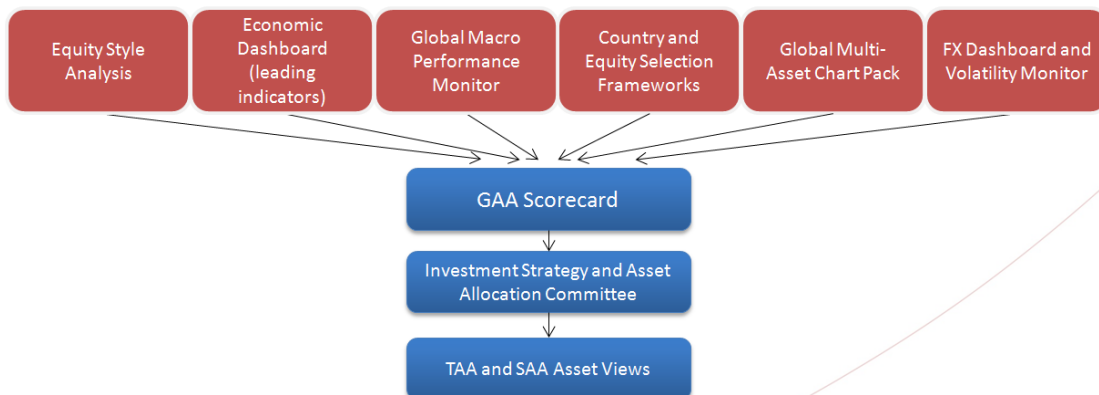 Equity Style
Analysis
Economic
Dashboard
(leading
indicators)
Global Macro
Performance
Monitor
Country and
Equity Selection
Frameworks
Global Multi-
Asset Chart Pack
FX Dashboard and
Volatility Monitor
GAA Scorecard
Investment Strategy and Asset
Allocation Committee
TAA and SAA Asset Views